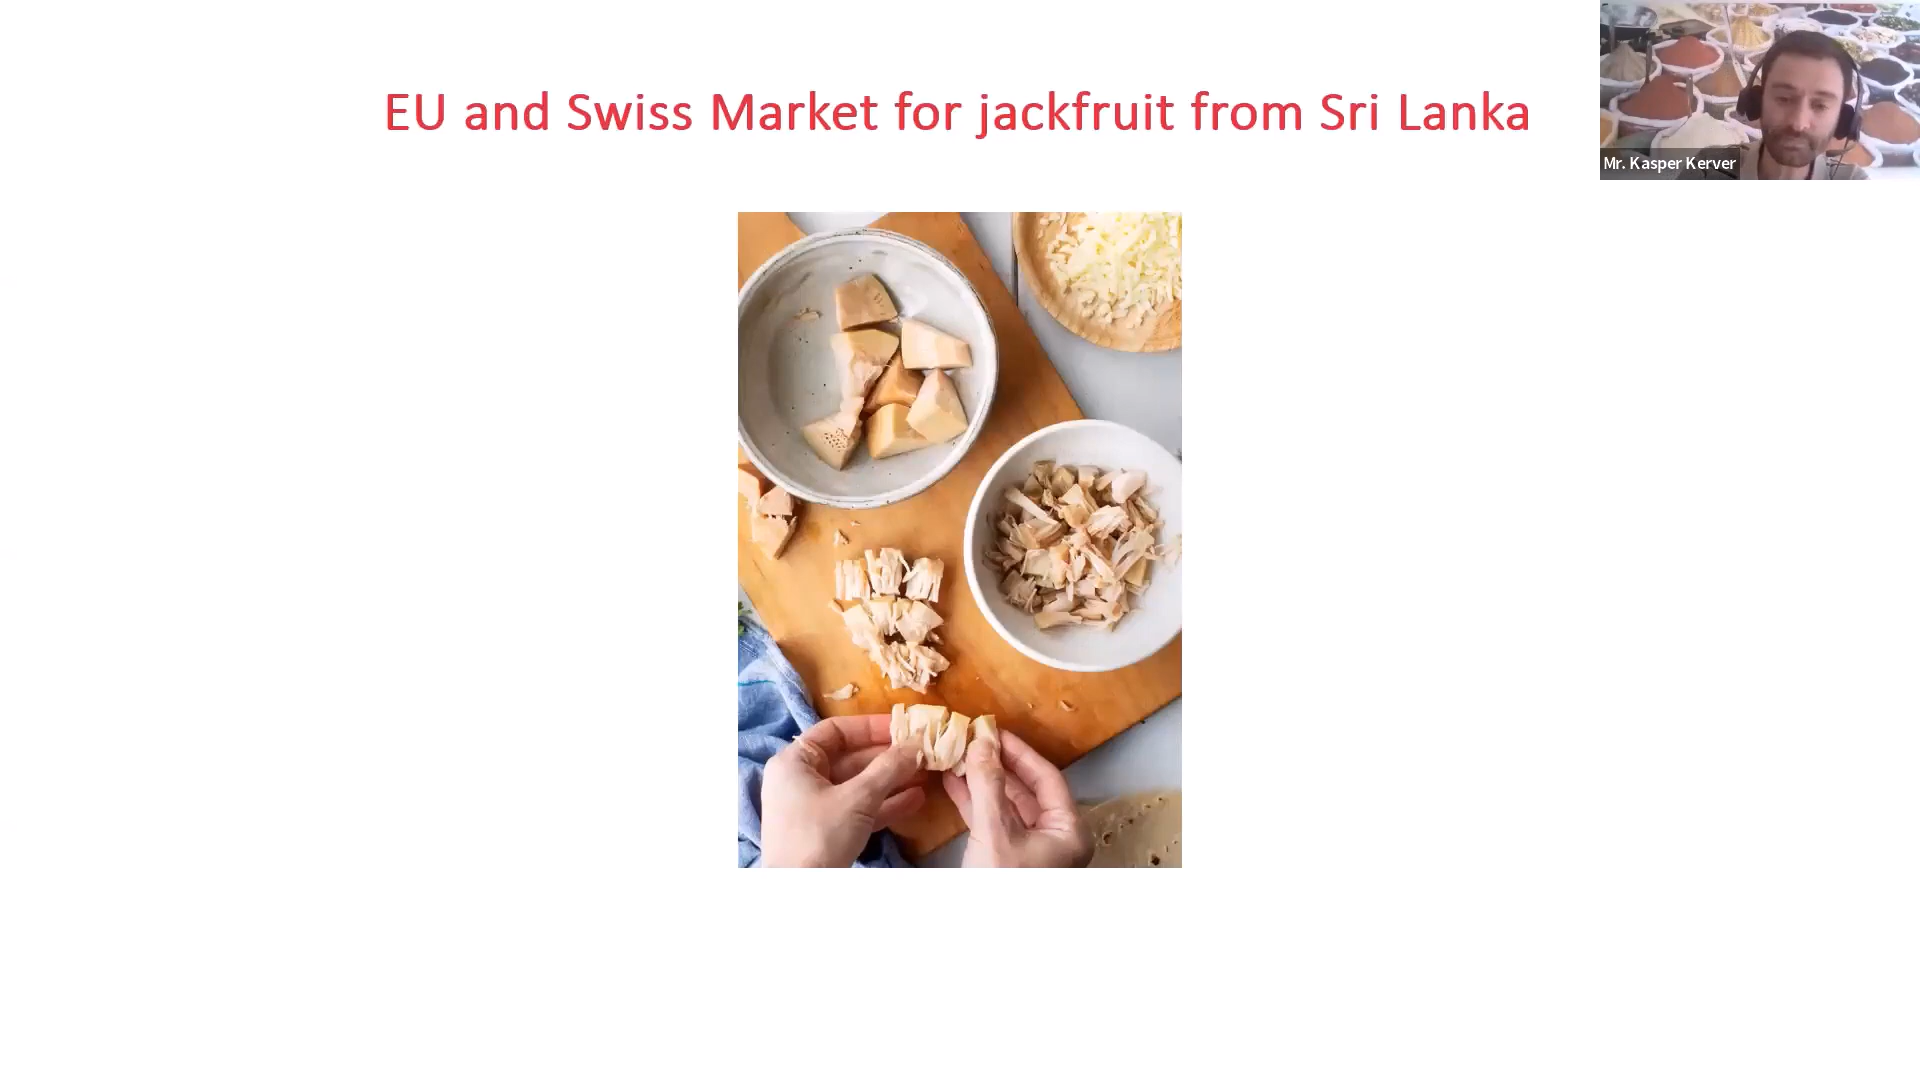 EU and Swiss Market for jackfruit from Sri Lanka
Mr. Kasper Kerver